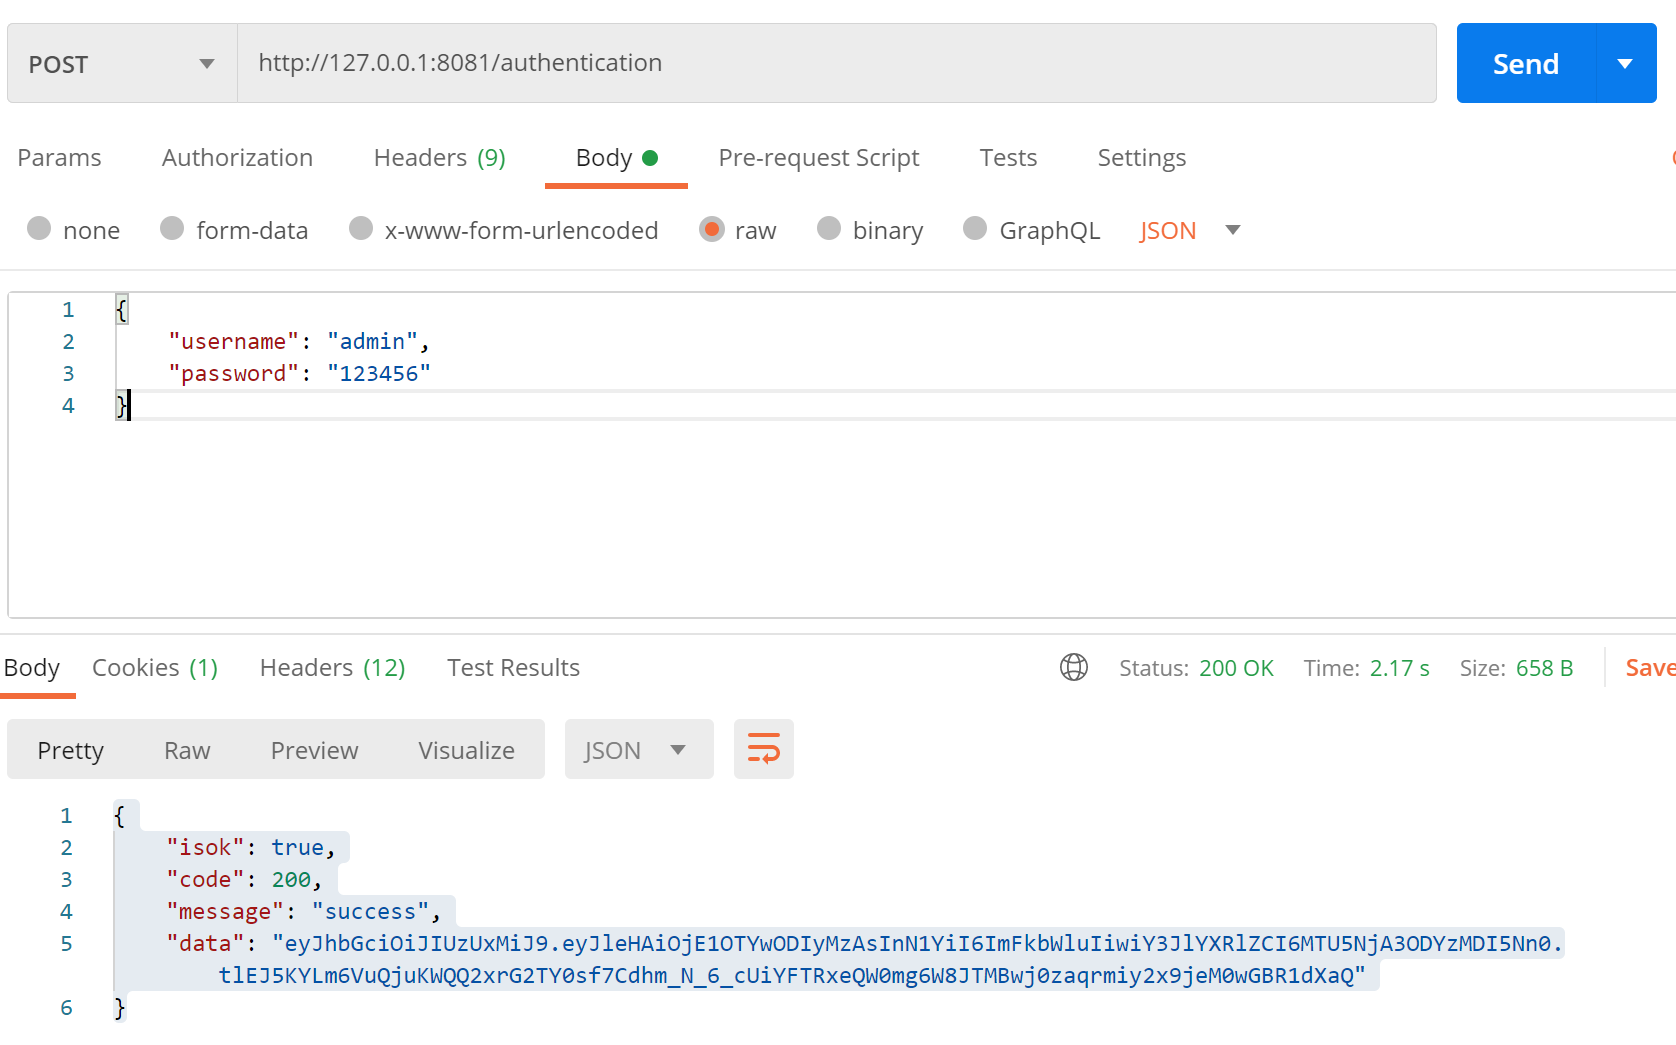 POST http://127.0.0.1:8081/authentication Send
Params Authorization Headers (9) Body Pre-request Script Tests Settings
none form-data x-www-form-urlencoded raw binary GraphQL JSON
1 {
2 "username": "admin",
3 "password": "123456"
4 }
Body Cookies (1) Headers (12) Test Results Status: 200 OK Time: 2.17 s Size: 658 B Save
Pretty Raw Preview Visualize JSON
1 {
2 "isok": true,
3 "code": 200,
4 "message": "success",
5 "data": "eyJhbGciOiJIUzUxMiJ9.eyJleHAiOjE1OTYwODIyMzAsInN1YiI6ImFkbWluIiwiY3JlYXRlZCI6MTU5NjA3ODYzMDI5Nn0.
tlEJ5KYLm6VuQjuKWQQ2xrG2TY0sf7Cdhm_N_6_cUiYFTRxeQW0mg6W8JTMBwj0zaqrmiy2x9jeM0wGBR1dXaQ"
6 }